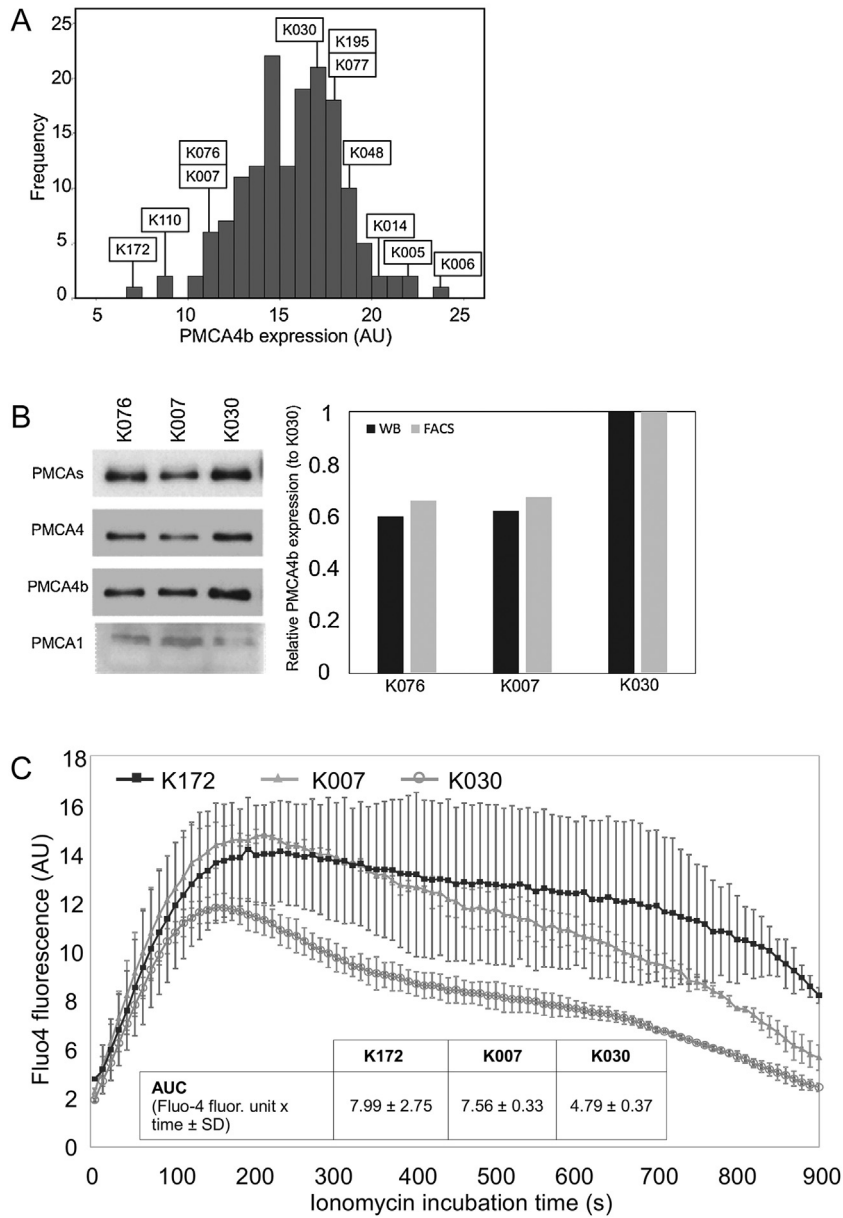 A
25
20
15
10
5
0
Frequency
K030
K195
K077
K076
K007
K048
K110
K172
K014
K005
K006
5
10
15
20
25
PMCA4b expression (AU)
B
K076
K007
K030
PMCAs
PMCA4
PMCA4b
PMCA1
Relative PMCA4b expression (to K030)
1
0.8
0.6
0.4
0.2
0
WB
FACS
K076
K007
K030
C
18
16
14
12
10
8
6
4
2
0
Fluo4 fluorescence (AU)
K172
K007
K030
K172 K007 K030
AUC
(Fluo-4 fluor. unit x
time ± SD)
7.99 ± 2.75 7.56 ± 0.33 4.79 ± 0.37
0 100 200 300 400 500 600 700 800 900
Ionomycin incubation time (s)